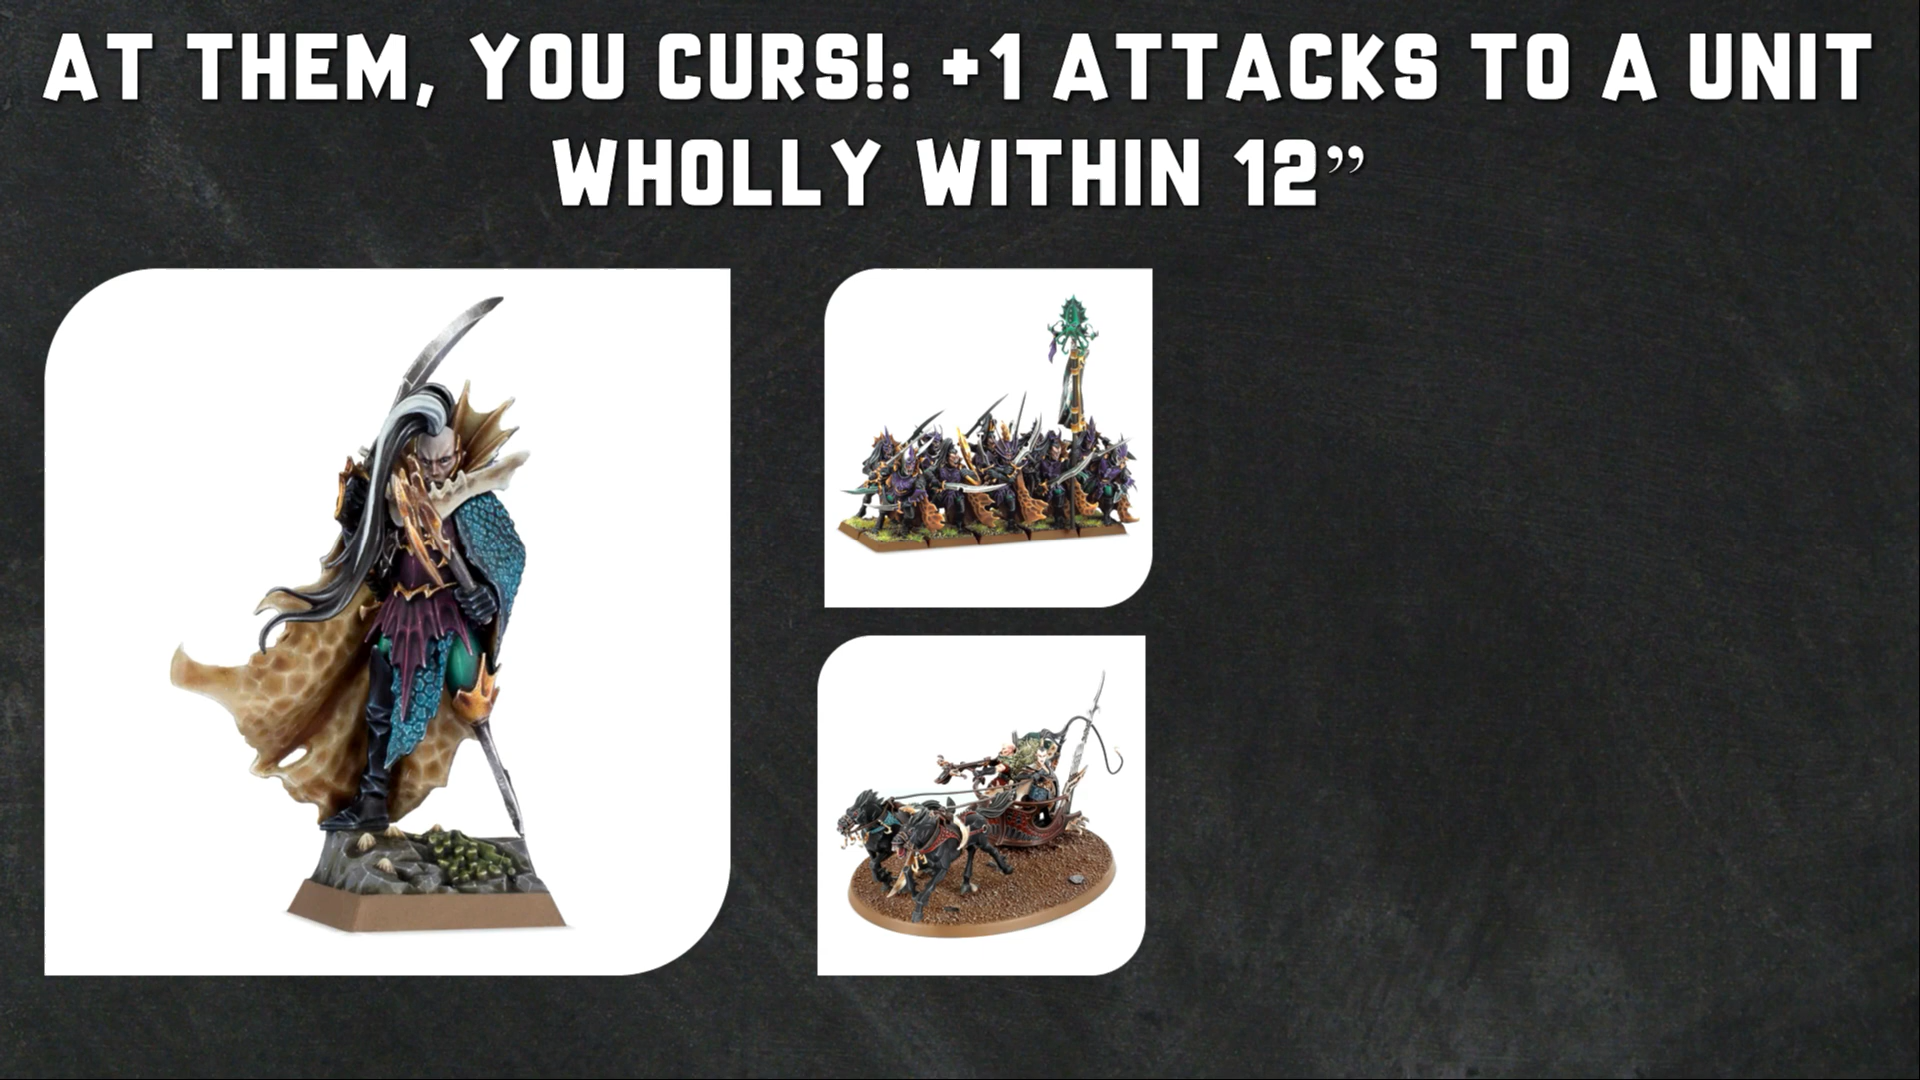 AT THEM, YOU CURS!: +1 ATTACKS TO A UNIT
WHOLLY WITHIN 12”